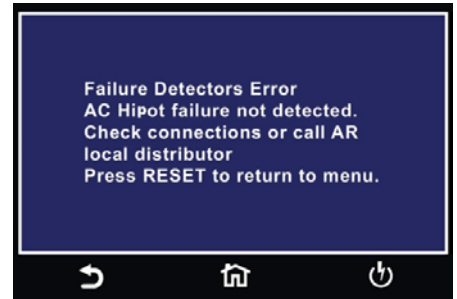 Failure Detectors Error
AC Hipot failure not detected.
Check connections or call AR
local distributor
Press RESET to return to menu.